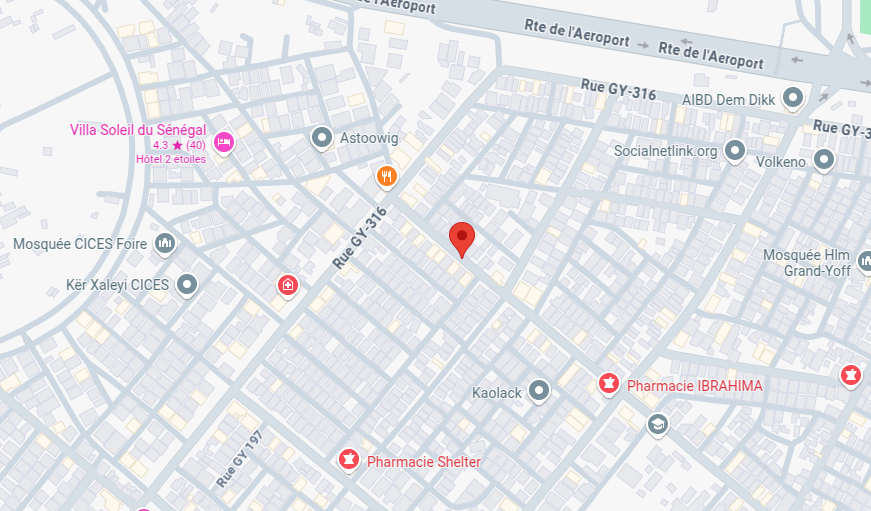 e l'Aeroport
Rte de l'Aeroport
Rte de l'Aeroport
Rue GY-316
AIBD Dem Dikk
Rue GY-3
Villa Soleil du Sénégal
4.3 ★ (40)
Hôtel 2 étoiles
Astoowig
Socialnetlink.org
Volkeno
Rue GY-316
Mosquée CICES Foire
Mosquée Hlm
Grand-Yoff
Kër Xaleyi CICES
Pharmacie IBRAHIMA
Kaolack
Rue GY 197
Pharmacie Shelter